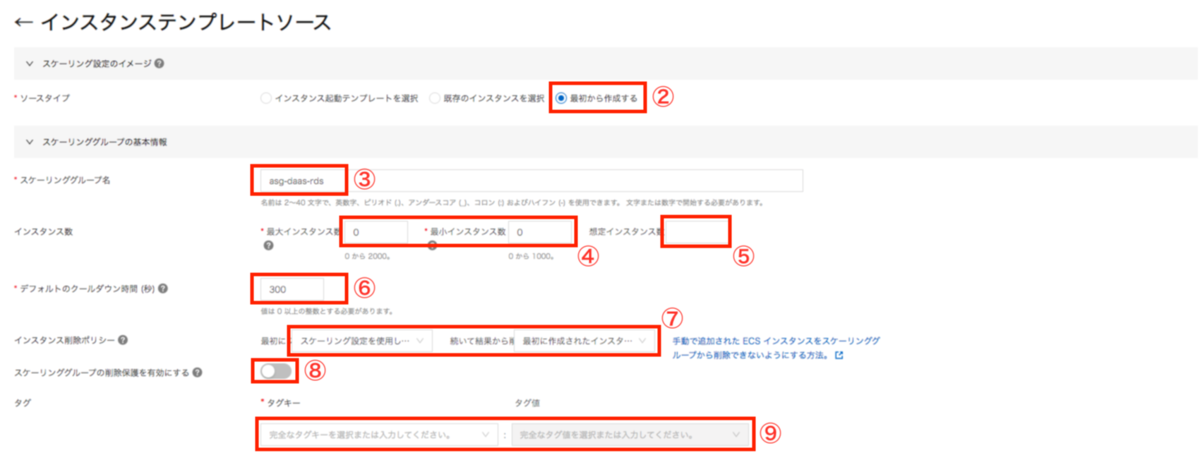 ← インスタンステンプレートソース
スケーリング設定のイメージ
* ソースタイプ インスタンス起動テンプレートを選択 既存のインスタンスを選択 最初から作成する ②
スケーリンググループの基本情報
* スケーリンググループ名 asg-daas-rds ③
名前は 2〜40 文字で、英数字、ピリオド (.)、アンダースコア (_)、コロン (:) およびハイフン (-) を使用できます。 文字または数字で開始する必要があります。
インスタンス数 * 最大インスタンス数 0 * 最小インスタンス数 0 想定インスタンス数
0 から 2000。 0 から 1000。 ④ ⑤
* デフォルトのクールダウン時間 (秒) 300 ⑥
値は 0 以上の整数とする必要があります。
⑦
インスタンス削除ポリシー 最初に スケーリング設定を使用し… 続いて結果から 最初に作成されたインスタ… 手動で追加された ECS インスタンスをスケーリンググ
ループから削除できないようにする方法。
スケーリンググループの削除保護を有効にする ⑧
タグ * タグキー タグ値
完全なタグキーを選択または入力してください。 : 完全なタグ値を選択または入力してください。 ⑨